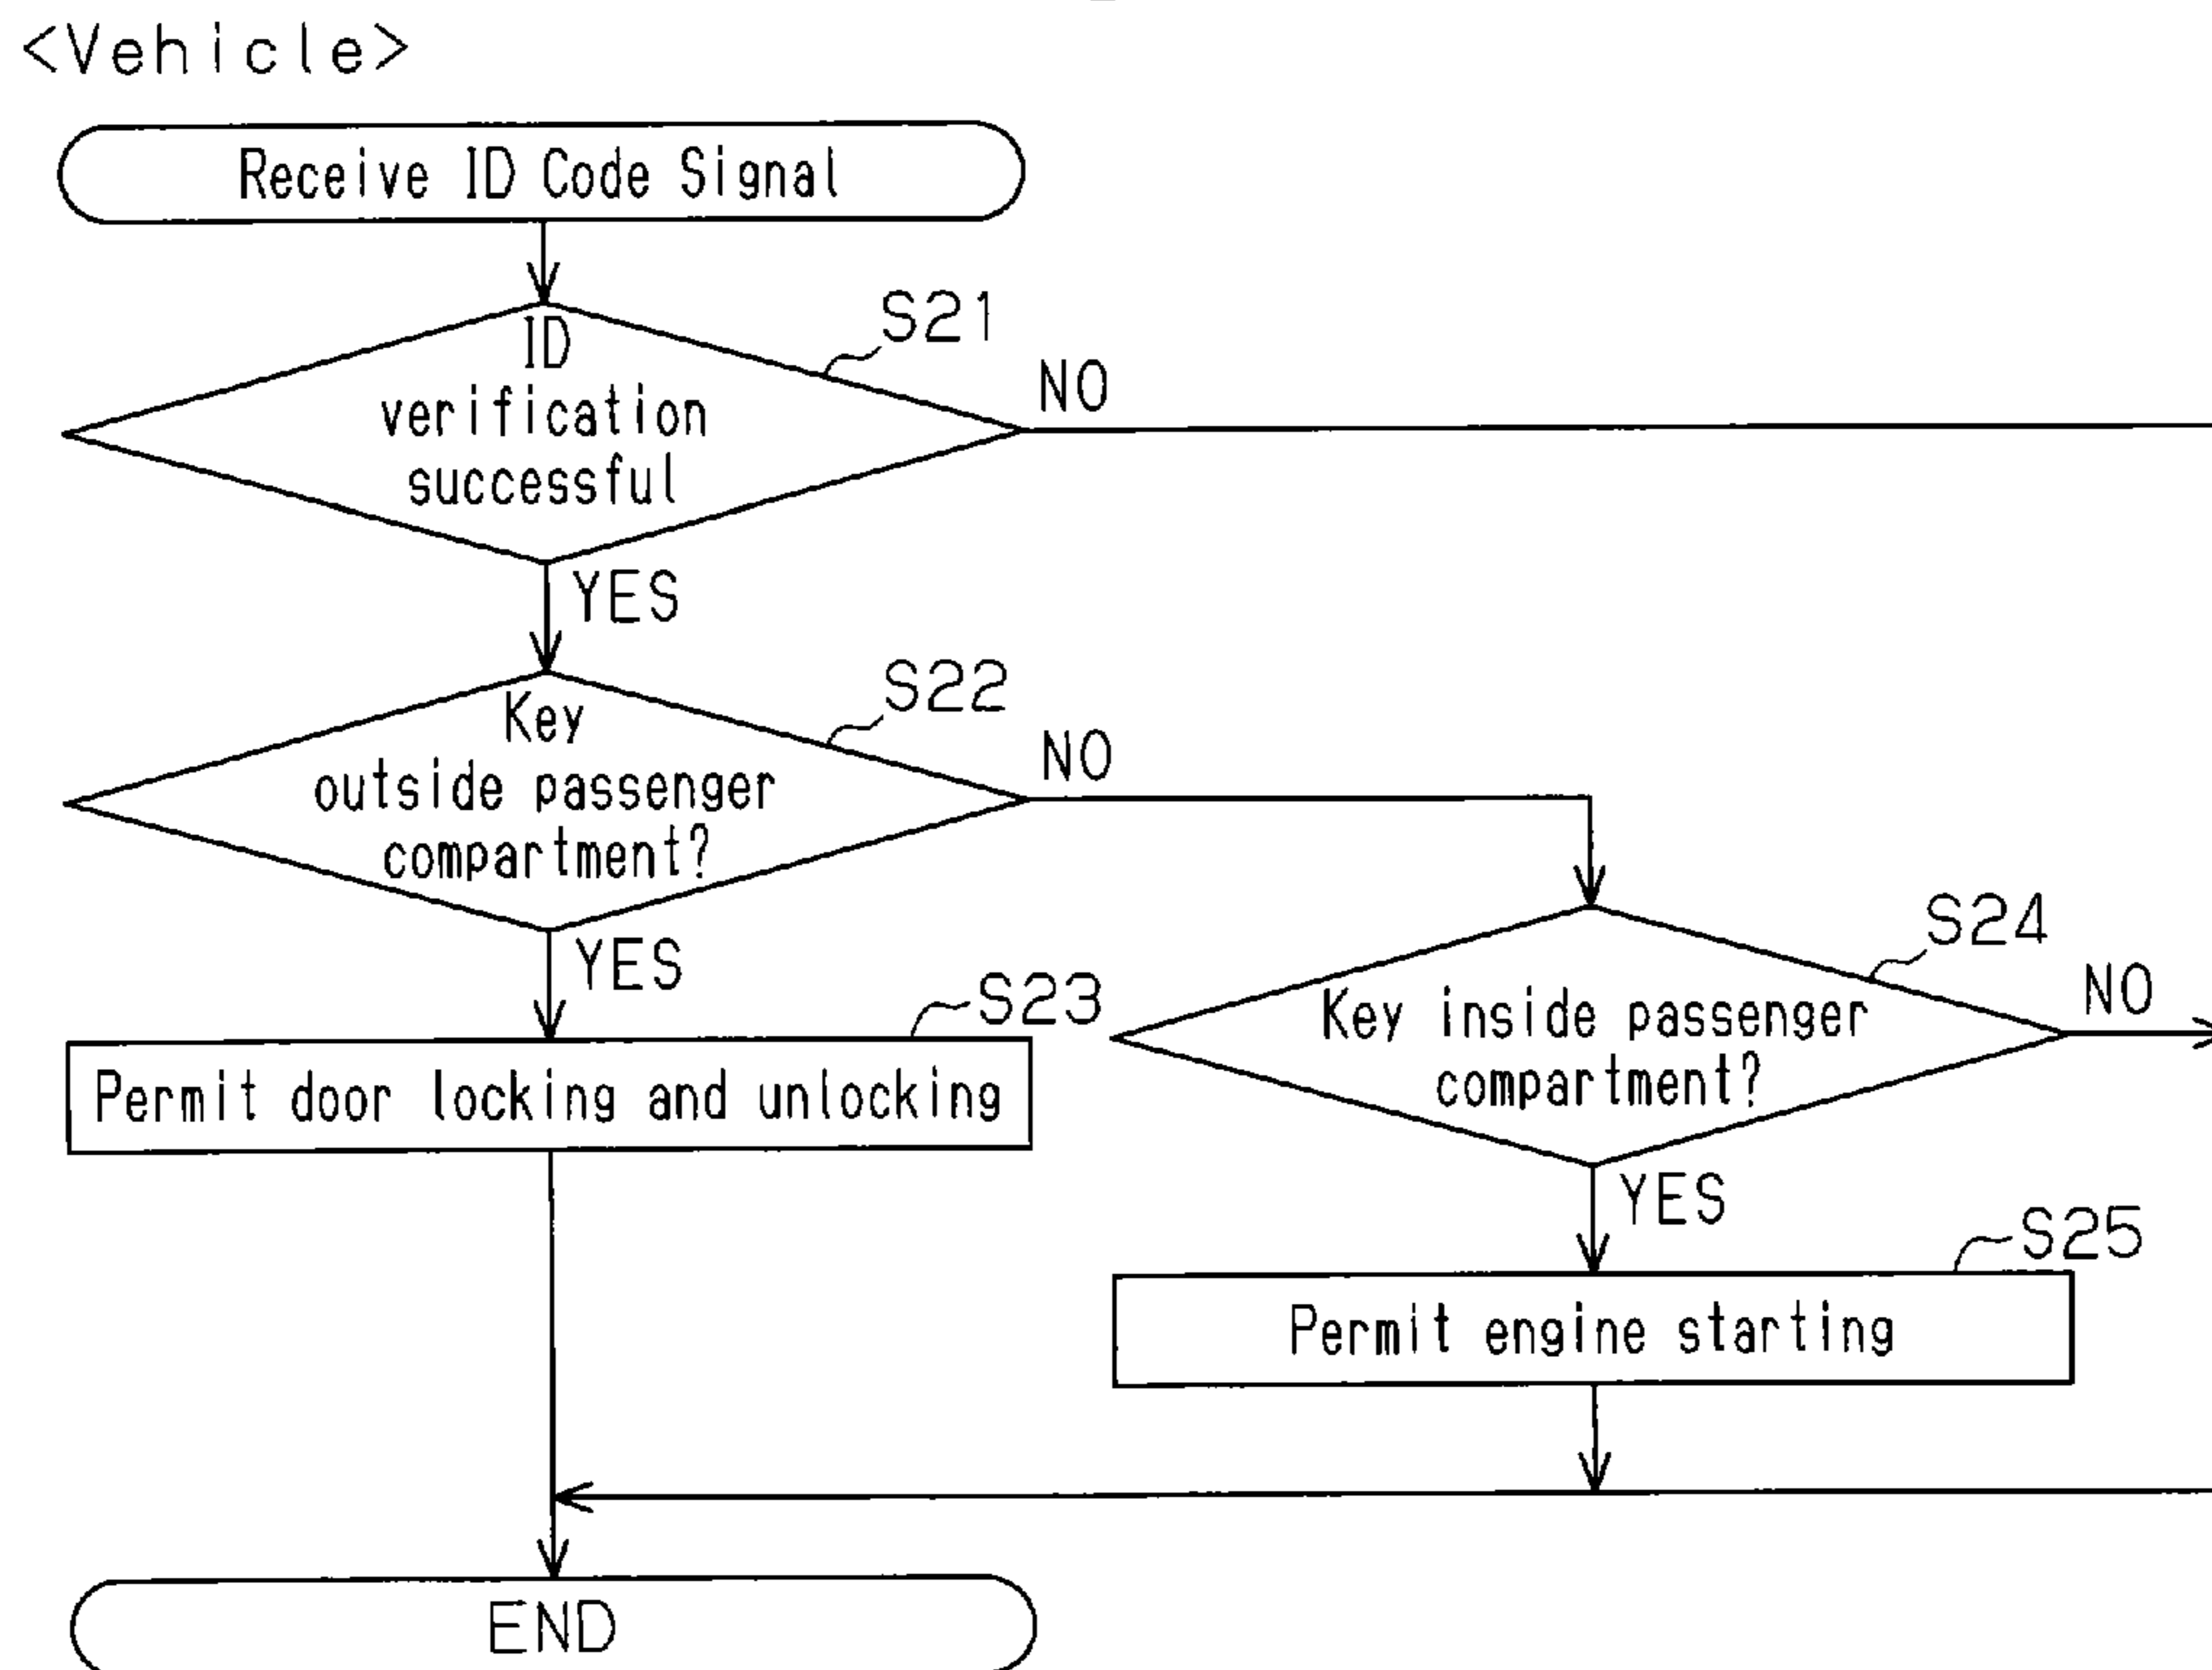 <Vehicle>
Receive ID Code Signal
S21
ID
verification
successful
NO
YES
S22
Key
outside passenger
compartment?
NO
YES
S23
Permit door locking and unlocking
S24
Key inside passenger
compartment?
NO
YES
S25
Permit engine starting
END